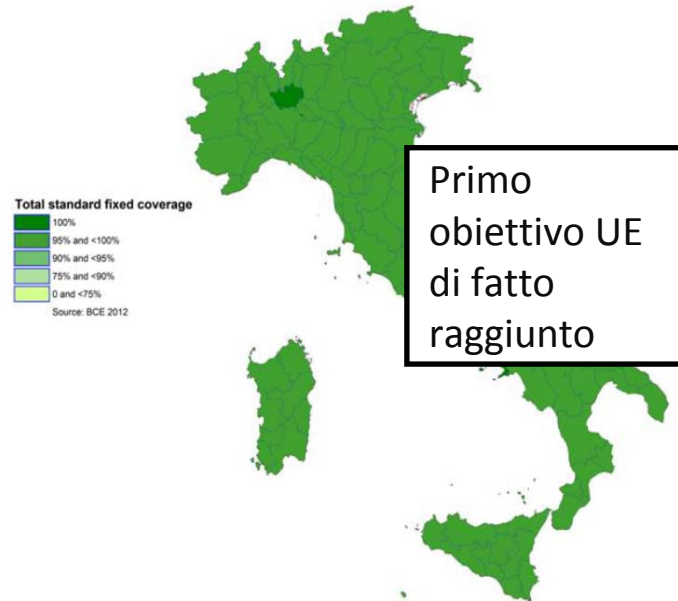 Primo
obiettivo UE
di fatto
raggiunto
Total standard fixed coverage
100%
95% and <100%
90% and <95%
75% and <90%
0 and <75%
Source: BCE 2012